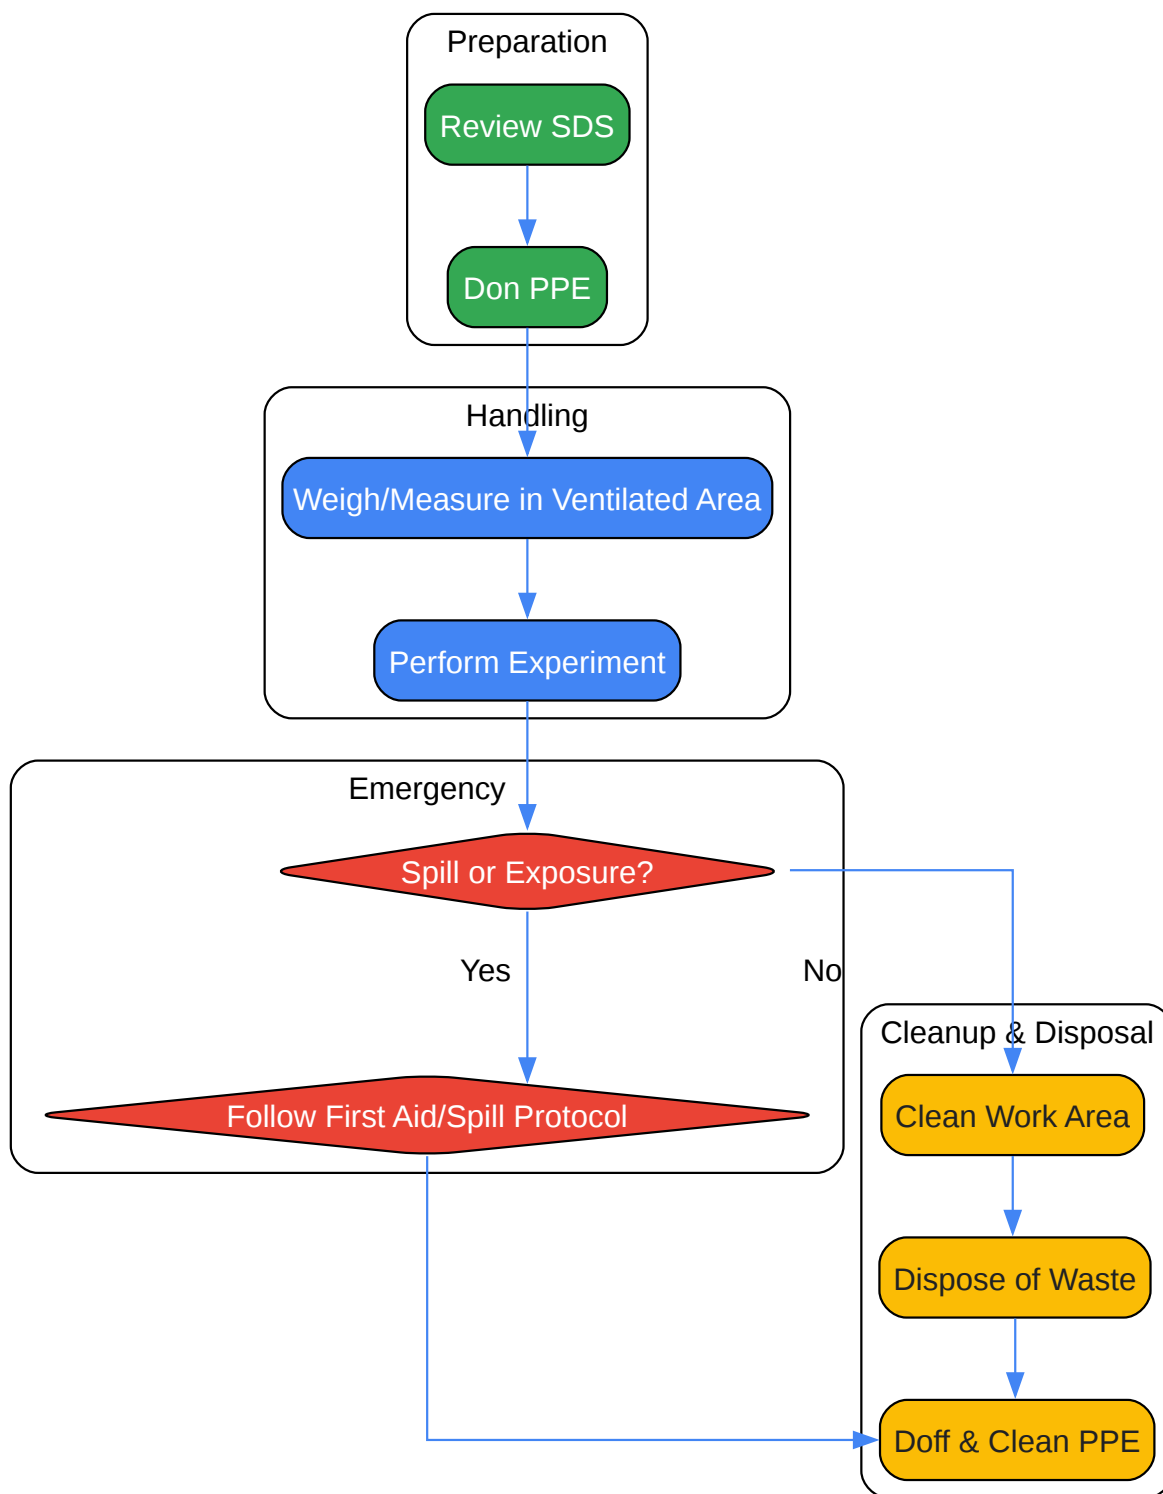 Preparation
Review SDS
Don PPE
Handling
Weigh/Measure in Ventilated Area
Perform Experiment
Emergency
Spill or Exposure?
Yes
No
Follow First Aid/Spill Protocol
Cleanup & Disposal
Clean Work Area
Dispose of Waste
Doff & Clean PPE